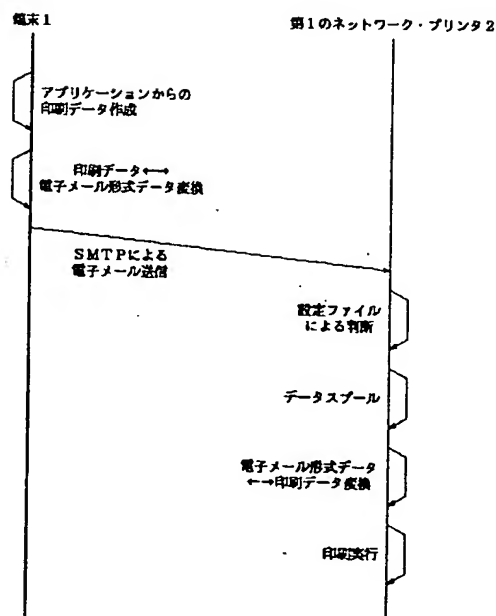 端末1
第1のネットワーク・プリンタ2
アプリケーションからの
印刷データ作成
印刷データ←→
電子メール形式データ変換
SMTPによる
電子メール送信
設定ファイル
による判断
データスプール
電子メール形式データ
←→印刷データ変換
印刷実行